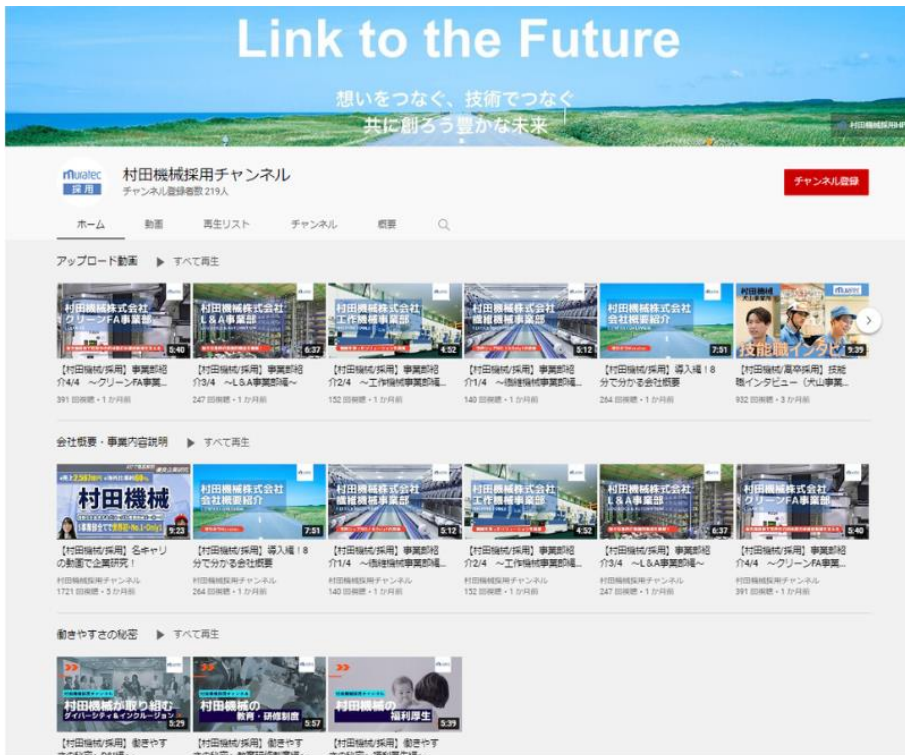 Link to the Future
想いをつなぐ、技術でつなぐ
共に創ろう豊かな未来
村田機械採用HP
muratec
採用
村田機械採用チャンネル
チャンネル登録者数 219人
チャンネル登録
ホーム 動画 再生リスト チャンネル 概要
アップロード動画 ▶ すべて再生
村田機械株式会社
クリーンFA事業部
5:40
村田機械株式会社
L&A事業部
6:37
村田機械株式会社
工作機械事業部
4:52
村田機械株式会社
繊維機械事業部
5:12
村田機械株式会社
会社概要紹介
7:51
村田機械
犬山事業所
muratec
技能職インタビ
9:39
【村田機械/採用】事業部紹
介4/4 ～クリーンFA事業...
391 回視聴・1 か月前
【村田機械/採用】事業部紹
介3/4 ～L&A事業部編～
247 回視聴・1 か月前
【村田機械/採用】事業部紹
介2/4 ～工作機械事業部編...
152 回視聴・1 か月前
【村田機械/採用】事業部紹
介1/4 ～繊維機械事業部編...
140 回視聴・1 か月前
【村田機械/採用】導入編！8
分で分かる会社概要
264 回視聴・1 か月前
【村田機械/高卒採用】技能
職インタビュー（犬山事業...
932 回視聴・3 か月前
会社概要・事業内容説明 ▶ すべて再生
村田機械
9:23
村田機械株式会社
会社概要紹介
7:51
村田機械株式会社
繊維機械事業部
5:12
村田機械株式会社
工作機械事業部
4:52
村田機械株式会社
L&A事業部
6:37
村田機械株式会社
クリーンFA事業部
5:40
【村田機械/採用】名キャリ
の動画で企業研究！
村田機械採用チャンネル
1721 回視聴・5 か月前
【村田機械/採用】導入編！8
分で分かる会社概要
村田機械採用チャンネル
264 回視聴・1 か月前
【村田機械/採用】事業部紹
介1/4 ～繊維機械事業部編...
村田機械採用チャンネル
140 回視聴・1 か月前
【村田機械/採用】事業部紹
介2/4 ～工作機械事業部編...
村田機械採用チャンネル
152 回視聴・1 か月前
【村田機械/採用】事業部紹
介3/4 ～L&A事業部編～
村田機械採用チャンネル
247 回視聴・1 か月前
【村田機械/採用】事業部紹
介4/4 ～クリーンFA事業...
村田機械採用チャンネル
391 回視聴・1 か月前
働きやすさの秘密 ▶ すべて再生
村田機械が取り組む
ダイバーシティ&インクルージョン
5:29
村田機械の
教育・研修制度
5:57
村田機械の
福利厚生
5:39
【村田機械/採用】働きやす
【村田機械/採用】働きやす
【村田機械/採用】働きやす